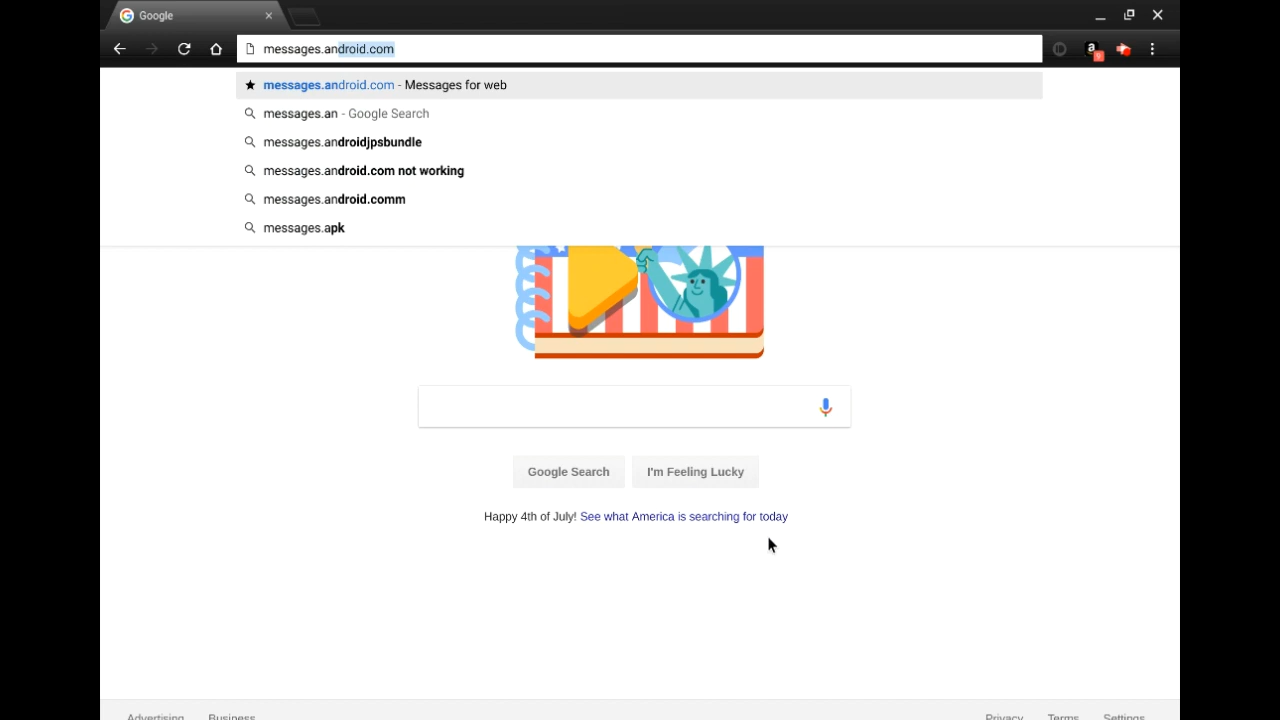 Google
messages.android.com
messages.android.com - Messages for web
messages.an - Google Search
messages.androidjpsbundle
messages.android.com not working
messages.android.comm
messages.apk
Google Search I'm Feeling Lucky
Happy 4th of July! See what America is searching for today
Advertising Business Privacy Terms Settings